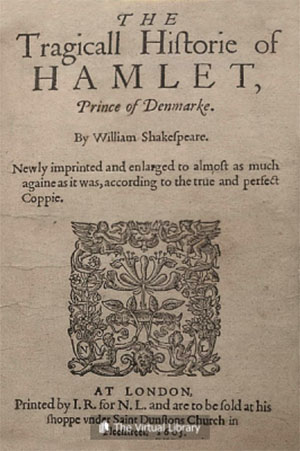 THE
Tragicall Hiſtorie of
HAMLET,
Prince of Denmarke.
By William Shakeſpeare.
Newly imprinted and enlarged to almoſt as much
againe as it was, according to the true and perfect
Coppie.
AT LONDON,
Printed by I. R. for N. L. and are to be ſold at his
ſhoppe vnder Saint Dunſtons Church in
The Virtual Library
Fleetſtreet. 1605.